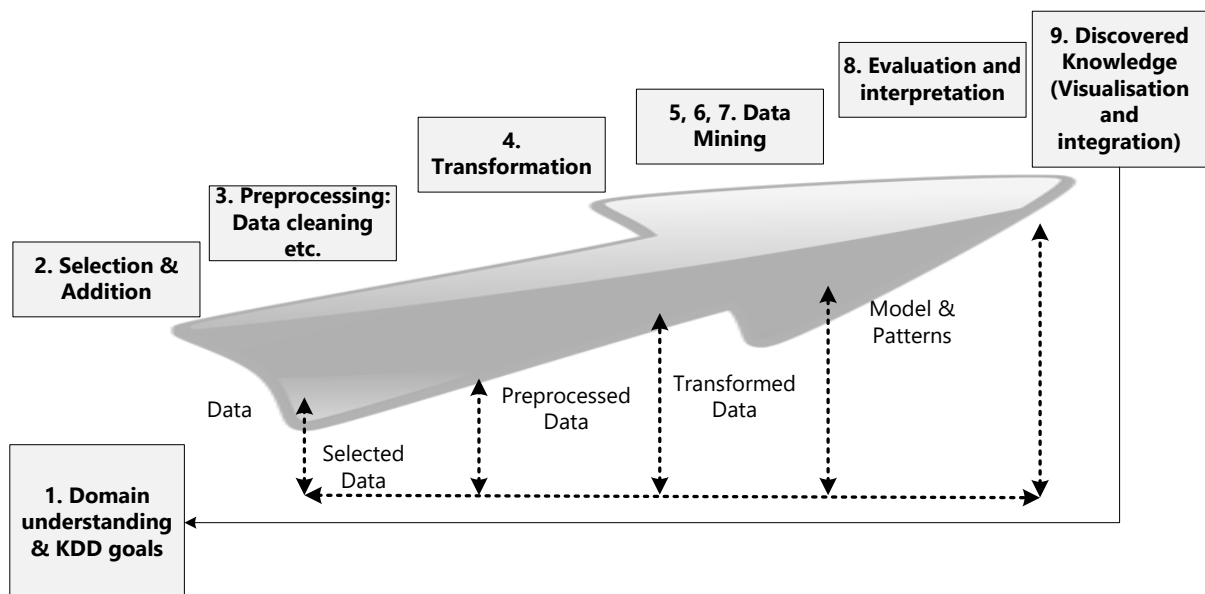 1. Domain
understanding
& KDD goals
2. Selection &
Addition
3. Preprocessing:
Data cleaning
etc.
4.
Transformation
5, 6, 7. Data
Mining
8. Evaluation and
interpretation
9. Discovered
Knowledge
(Visualisation
and
integration)
Data
Selected
Data
Preprocessed
Data
Transformed
Data
Model &
Patterns